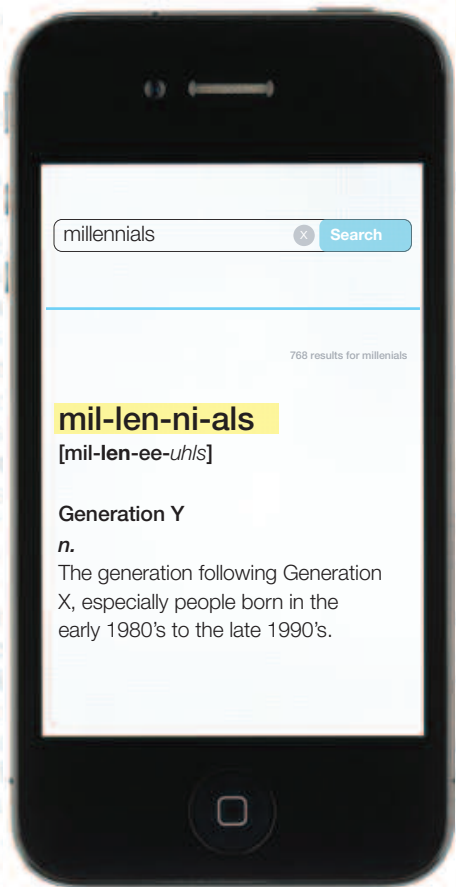 millennials
X Search
768 results for millenials
mil-len-ni-als
[mil-len-ee-uhls]
Generation Y
n.
The generation following Generation
X, especially people born in the
early 1980’s to the late 1990’s.